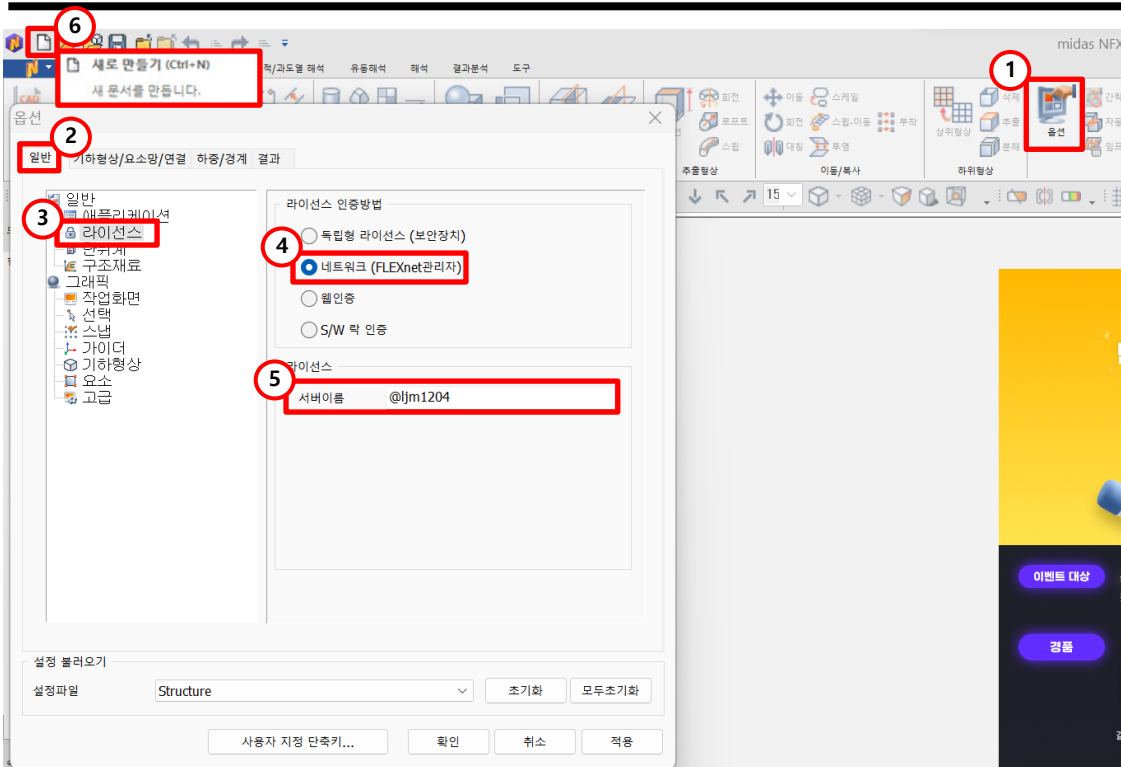 6
midas NFX
새로 만들기 (Ctrl+N)
새 문서를 만듭니다.
적/과도열 해석 유동해석 해석 결과분석 도구
1
CAD
회전
로프트
스윕
이동 스케일
회전 스윕-이동 부착
대칭 투영
상위형상
삭제
추출
분해
옵션
추출형상 이동/복사 하위형상
15
옵션
2
일반 기하형상/요소망/연결 하중/경계 결과
일반
애플리케이션
3
라이선스
단위계
구조재료
그래픽
작업화면
선택
스냅
가이더
기하형상
요소
고급
라이선스 인증방법
독립형 라이선스 (보안장치)
4
네트워크 (FLEXnet관리자)
웹인증
S/W 락 인증
라이선스
5
서버이름 @ljm1204
설정 불러오기
설정파일 Structure 초기화 모두초기화
사용자 지정 단축키... 확인 취소 적용
이벤트 대상
경품